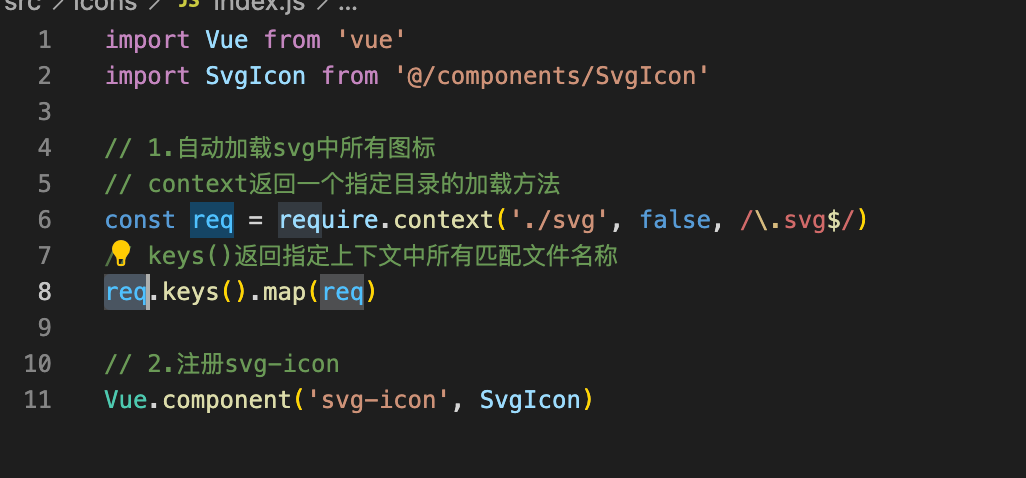 src > icons > JS index.js > ...
1 import Vue from 'vue'
2 import SvgIcon from '@/components/SvgIcon'
3
4 // 1.自动加载svg中所有图标
5 // context返回一个指定目录的加载方法
6 const req = require.context('./svg', false, /\.svg$/)
7 // keys()返回指定上下文中所有匹配文件名称
8 req.keys().map(req)
9
10 // 2.注册svg-icon
11 Vue.component('svg-icon', SvgIcon)